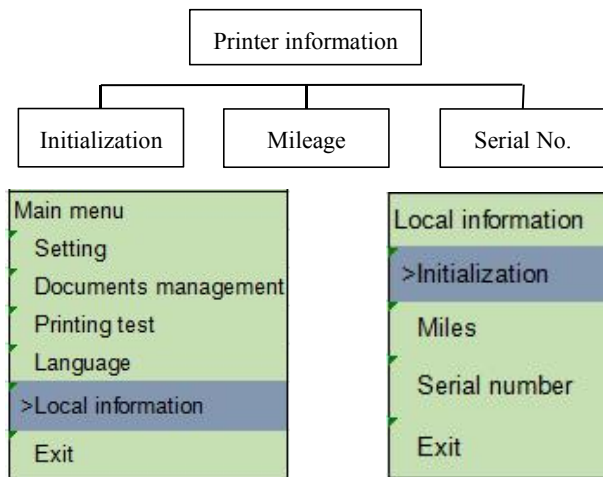 Printer information
Initialization
Mileage
Serial No.
Main menu
Setting
Documents management
Printing test
Language
>Local information
Exit
Local information
>Initialization
Miles
Serial number
Exit